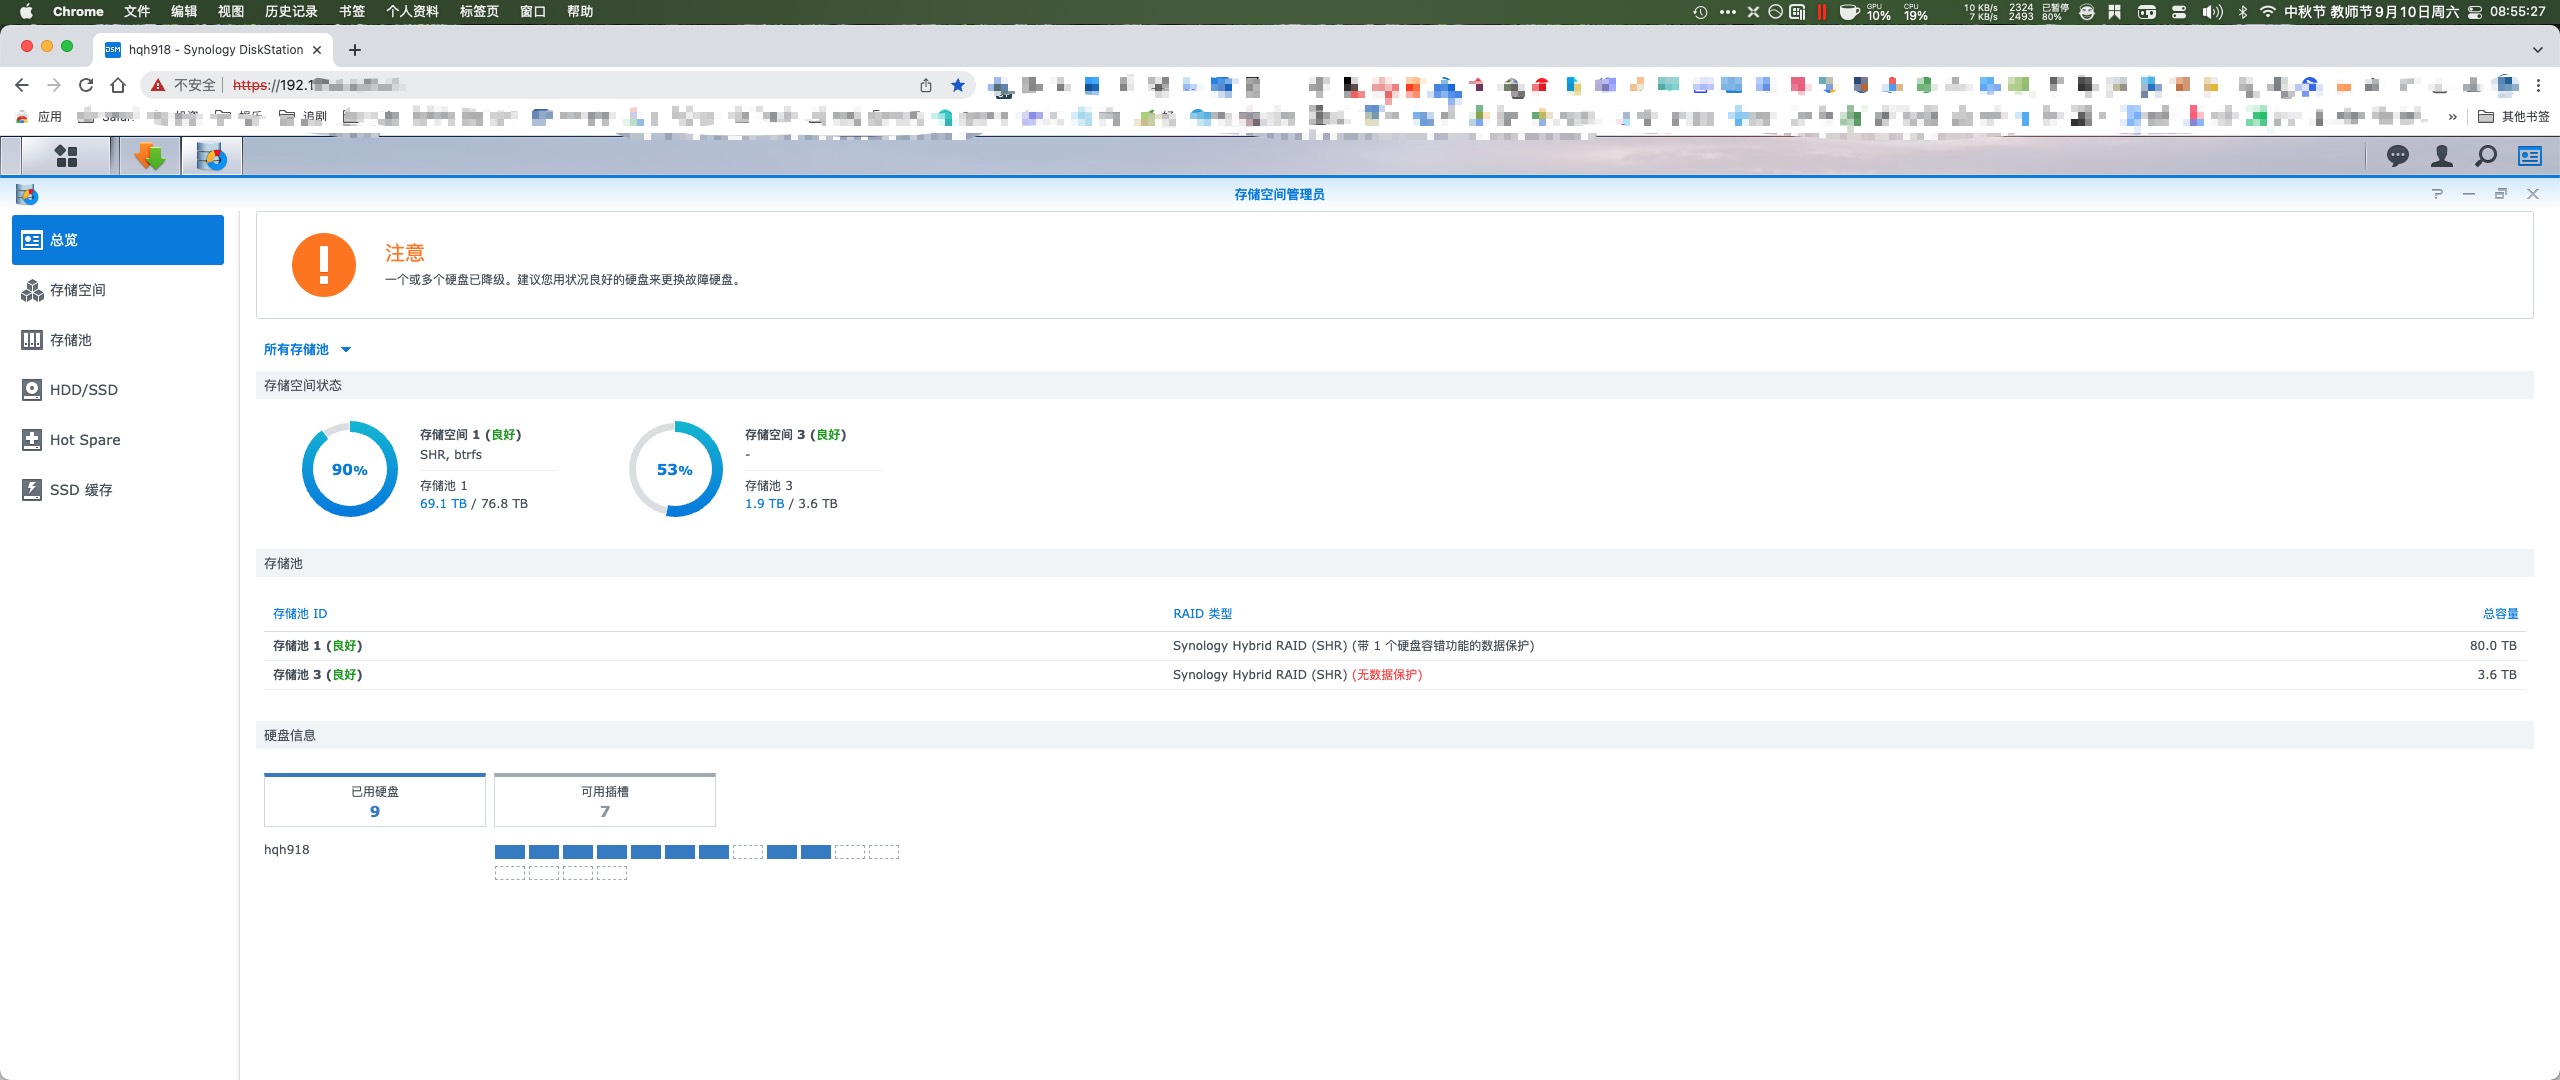 Chrome 文件 编辑 视图 历史记录 书签 个人资料 标签页 窗口 帮助
GPU 10% CPU 19% 10 KB/s 7 KB/s 2324 2493 已暂停 80% 中秋节 教师节 9月10日周六 08:55:27
DSM hqh918 - Synology DiskStation
不安全 https://192.1
应用 追剧 其他书签
存储空间管理员
总览
存储空间
存储池
HDD/SSD
Hot Spare
SSD 缓存
注意
一个或多个硬盘已降级。建议您用状况良好的硬盘来更换故障硬盘。
所有存储池
存储空间状态
90%
存储空间 1 (良好)
SHR, btrfs
存储池 1
69.1 TB / 76.8 TB
53%
存储空间 3 (良好)
-
存储池 3
1.9 TB / 3.6 TB
存储池
存储池 ID RAID 类型 总容量
存储池 1 (良好) Synology Hybrid RAID (SHR) (带 1 个硬盘容错功能的数据保护) 80.0 TB
存储池 3 (良好) Synology Hybrid RAID (SHR) (无数据保护) 3.6 TB
硬盘信息
已用硬盘
9
可用插槽
7
hqh918